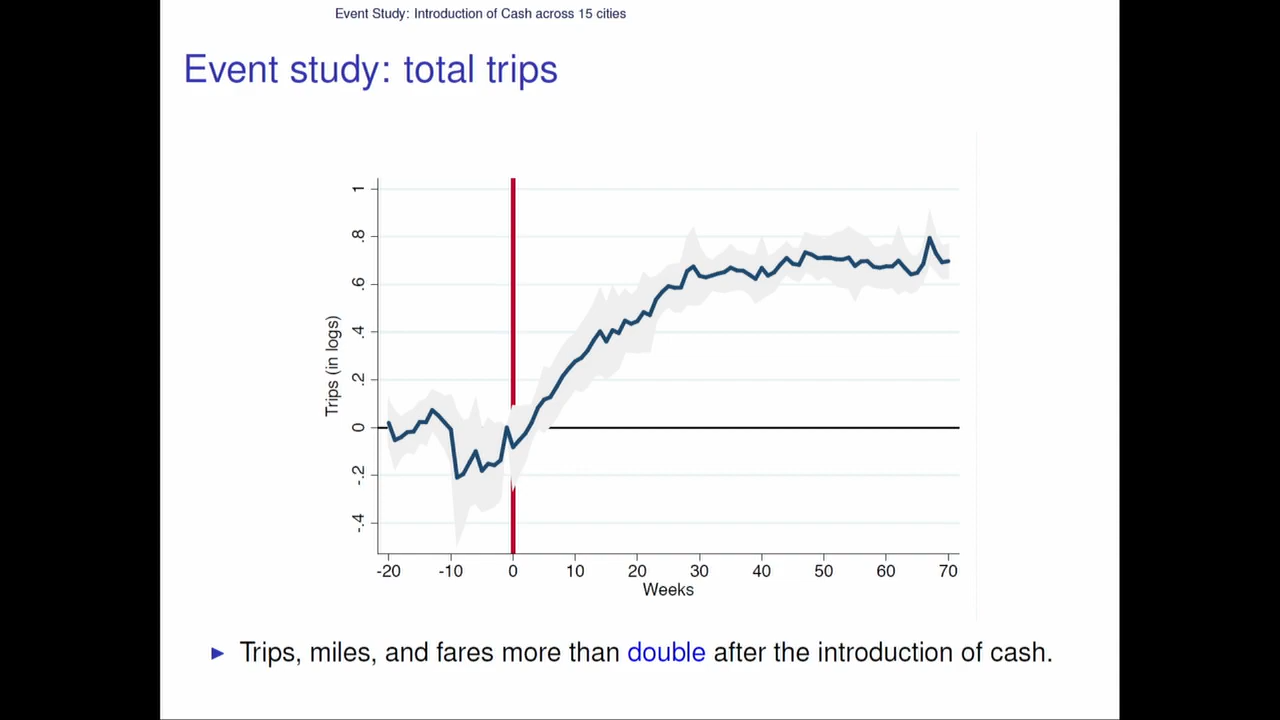 Event Study: Introduction of Cash across 15 cities
Event study: total trips
Trips (in logs)
1
.8
.6
.4
.2
0
-.2
-.4
-20 -10 0 10 20 30 40 50 60 70
Weeks
► Trips, miles, and fares more than double after the introduction of cash.